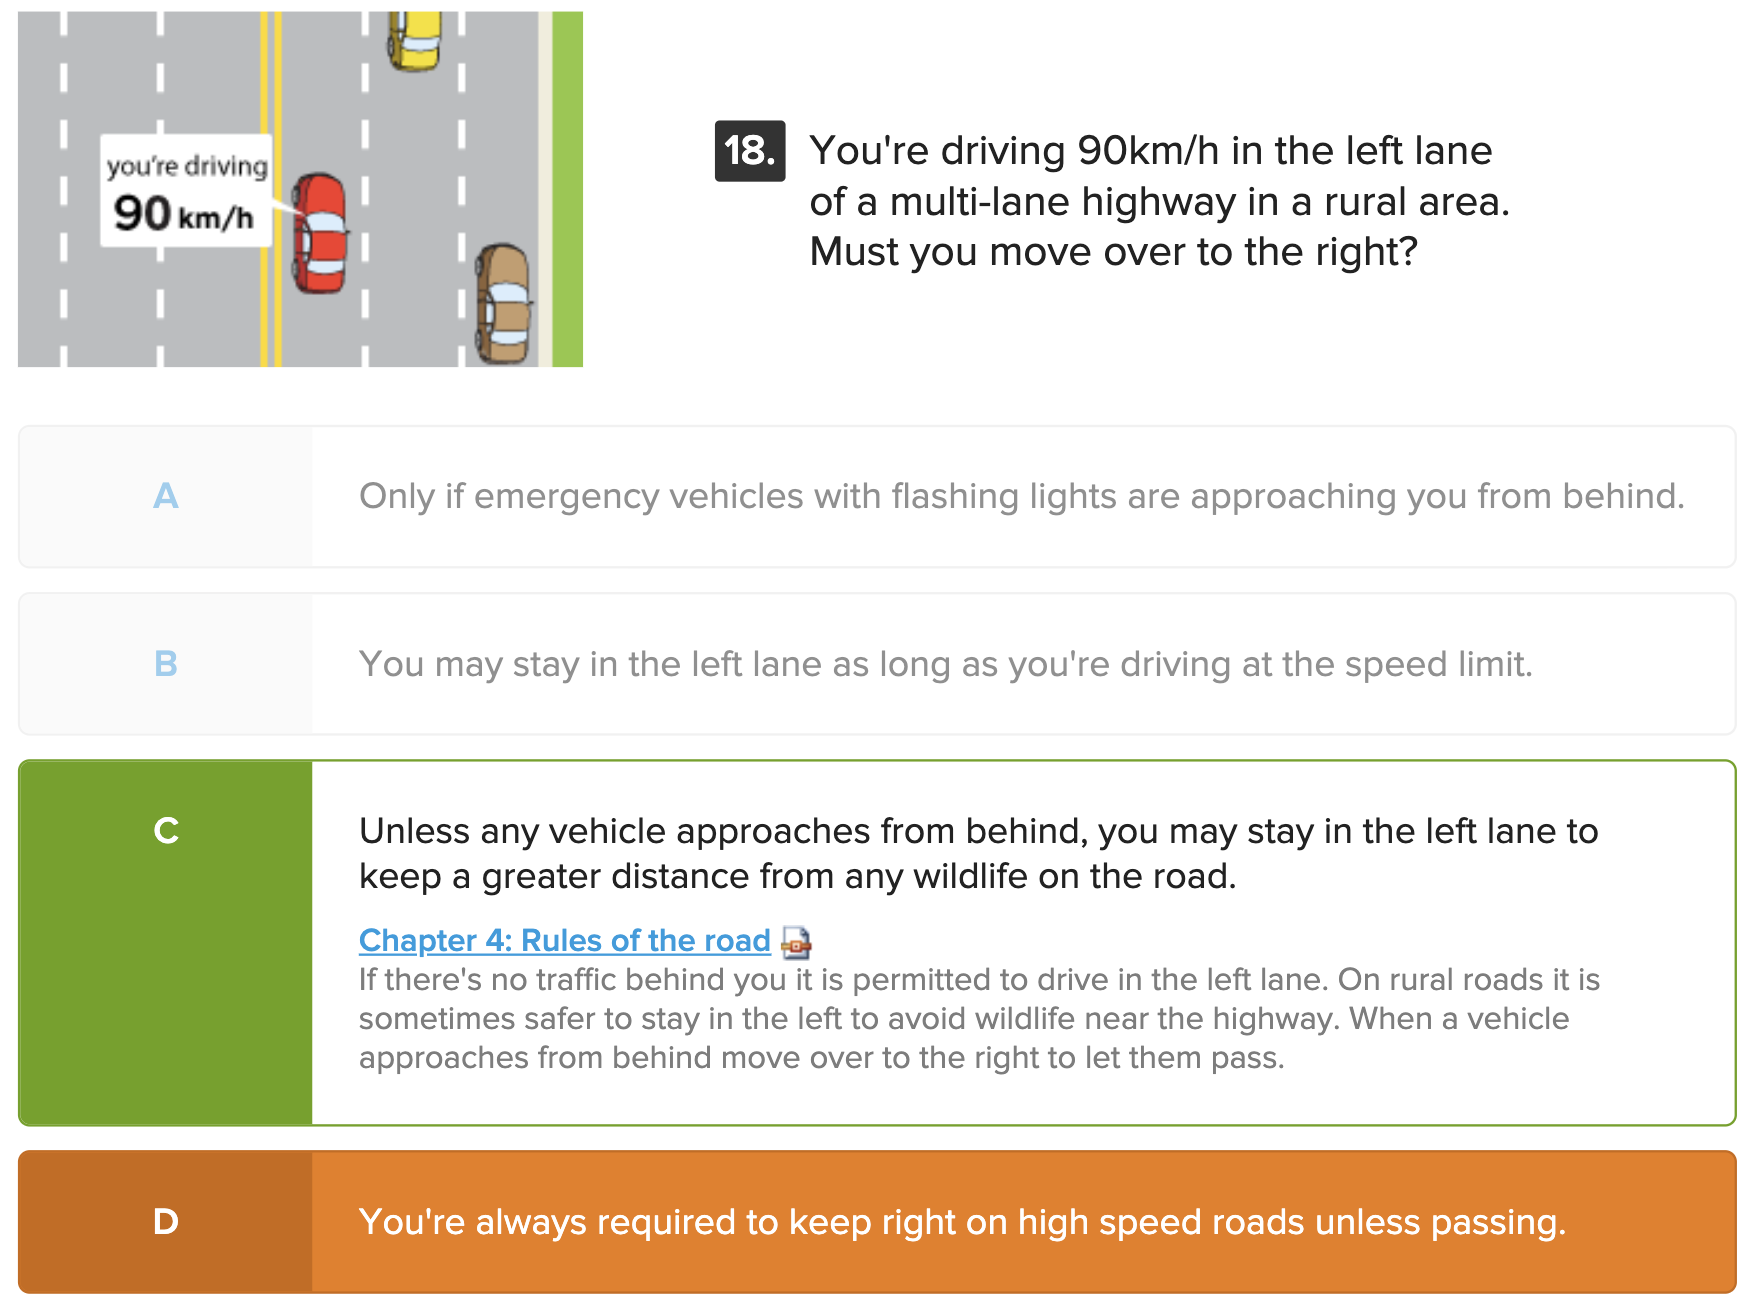 you're driving
90 km/h
18. You're driving 90km/h in the left lane
of a multi-lane highway in a rural area.
Must you move over to the right?
A Only if emergency vehicles with flashing lights are approaching you from behind.
B You may stay in the left lane as long as you're driving at the speed limit.
C Unless any vehicle approaches from behind, you may stay in the left lane to
keep a greater distance from any wildlife on the road.
Chapter 4: Rules of the road
If there's no traffic behind you it is permitted to drive in the left lane. On rural roads it is
sometimes safer to stay in the left to avoid wildlife near the highway. When a vehicle
approaches from behind move over to the right to let them pass.
D You're always required to keep right on high speed roads unless passing.